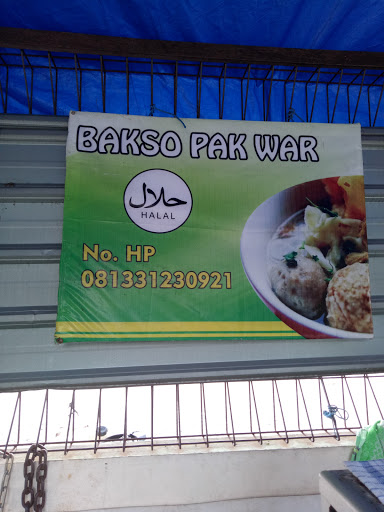 BAKSO PAK WAR
حلال
HALAL
No. HP
081331230921